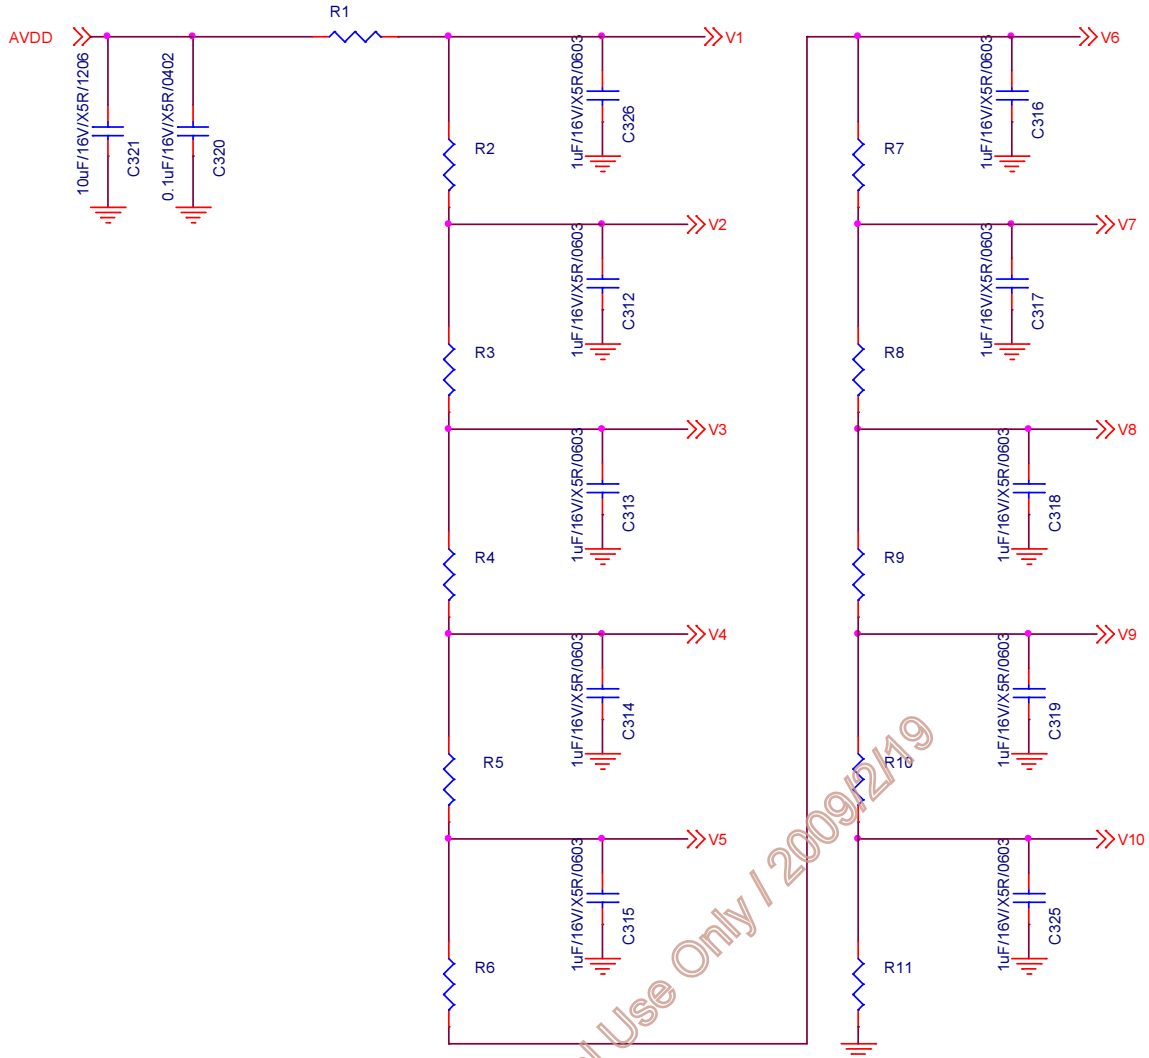 R1
AVDD
V1
V6
10uF/16V/X5R/1206
C321
0.1uF/16V/X5R/0402
C320
R2
1uF/16V/X5R/0603
C326
R7
1uF/16V/X5R/0603
C316
V2
V7
R3
1uF/16V/X5R/0603
C312
R8
1uF/16V/X5R/0603
C317
V3
V8
R4
1uF/16V/X5R/0603
C313
R9
1uF/16V/X5R/0603
C318
V4
V9
R5
1uF/16V/X5R/0603
C314
R10
1uF/16V/X5R/0603
C319
V5
V10
R6
1uF/16V/X5R/0603
C315
R11
1uF/16V/X5R/0603
C325
Use Only / 2009/2/19